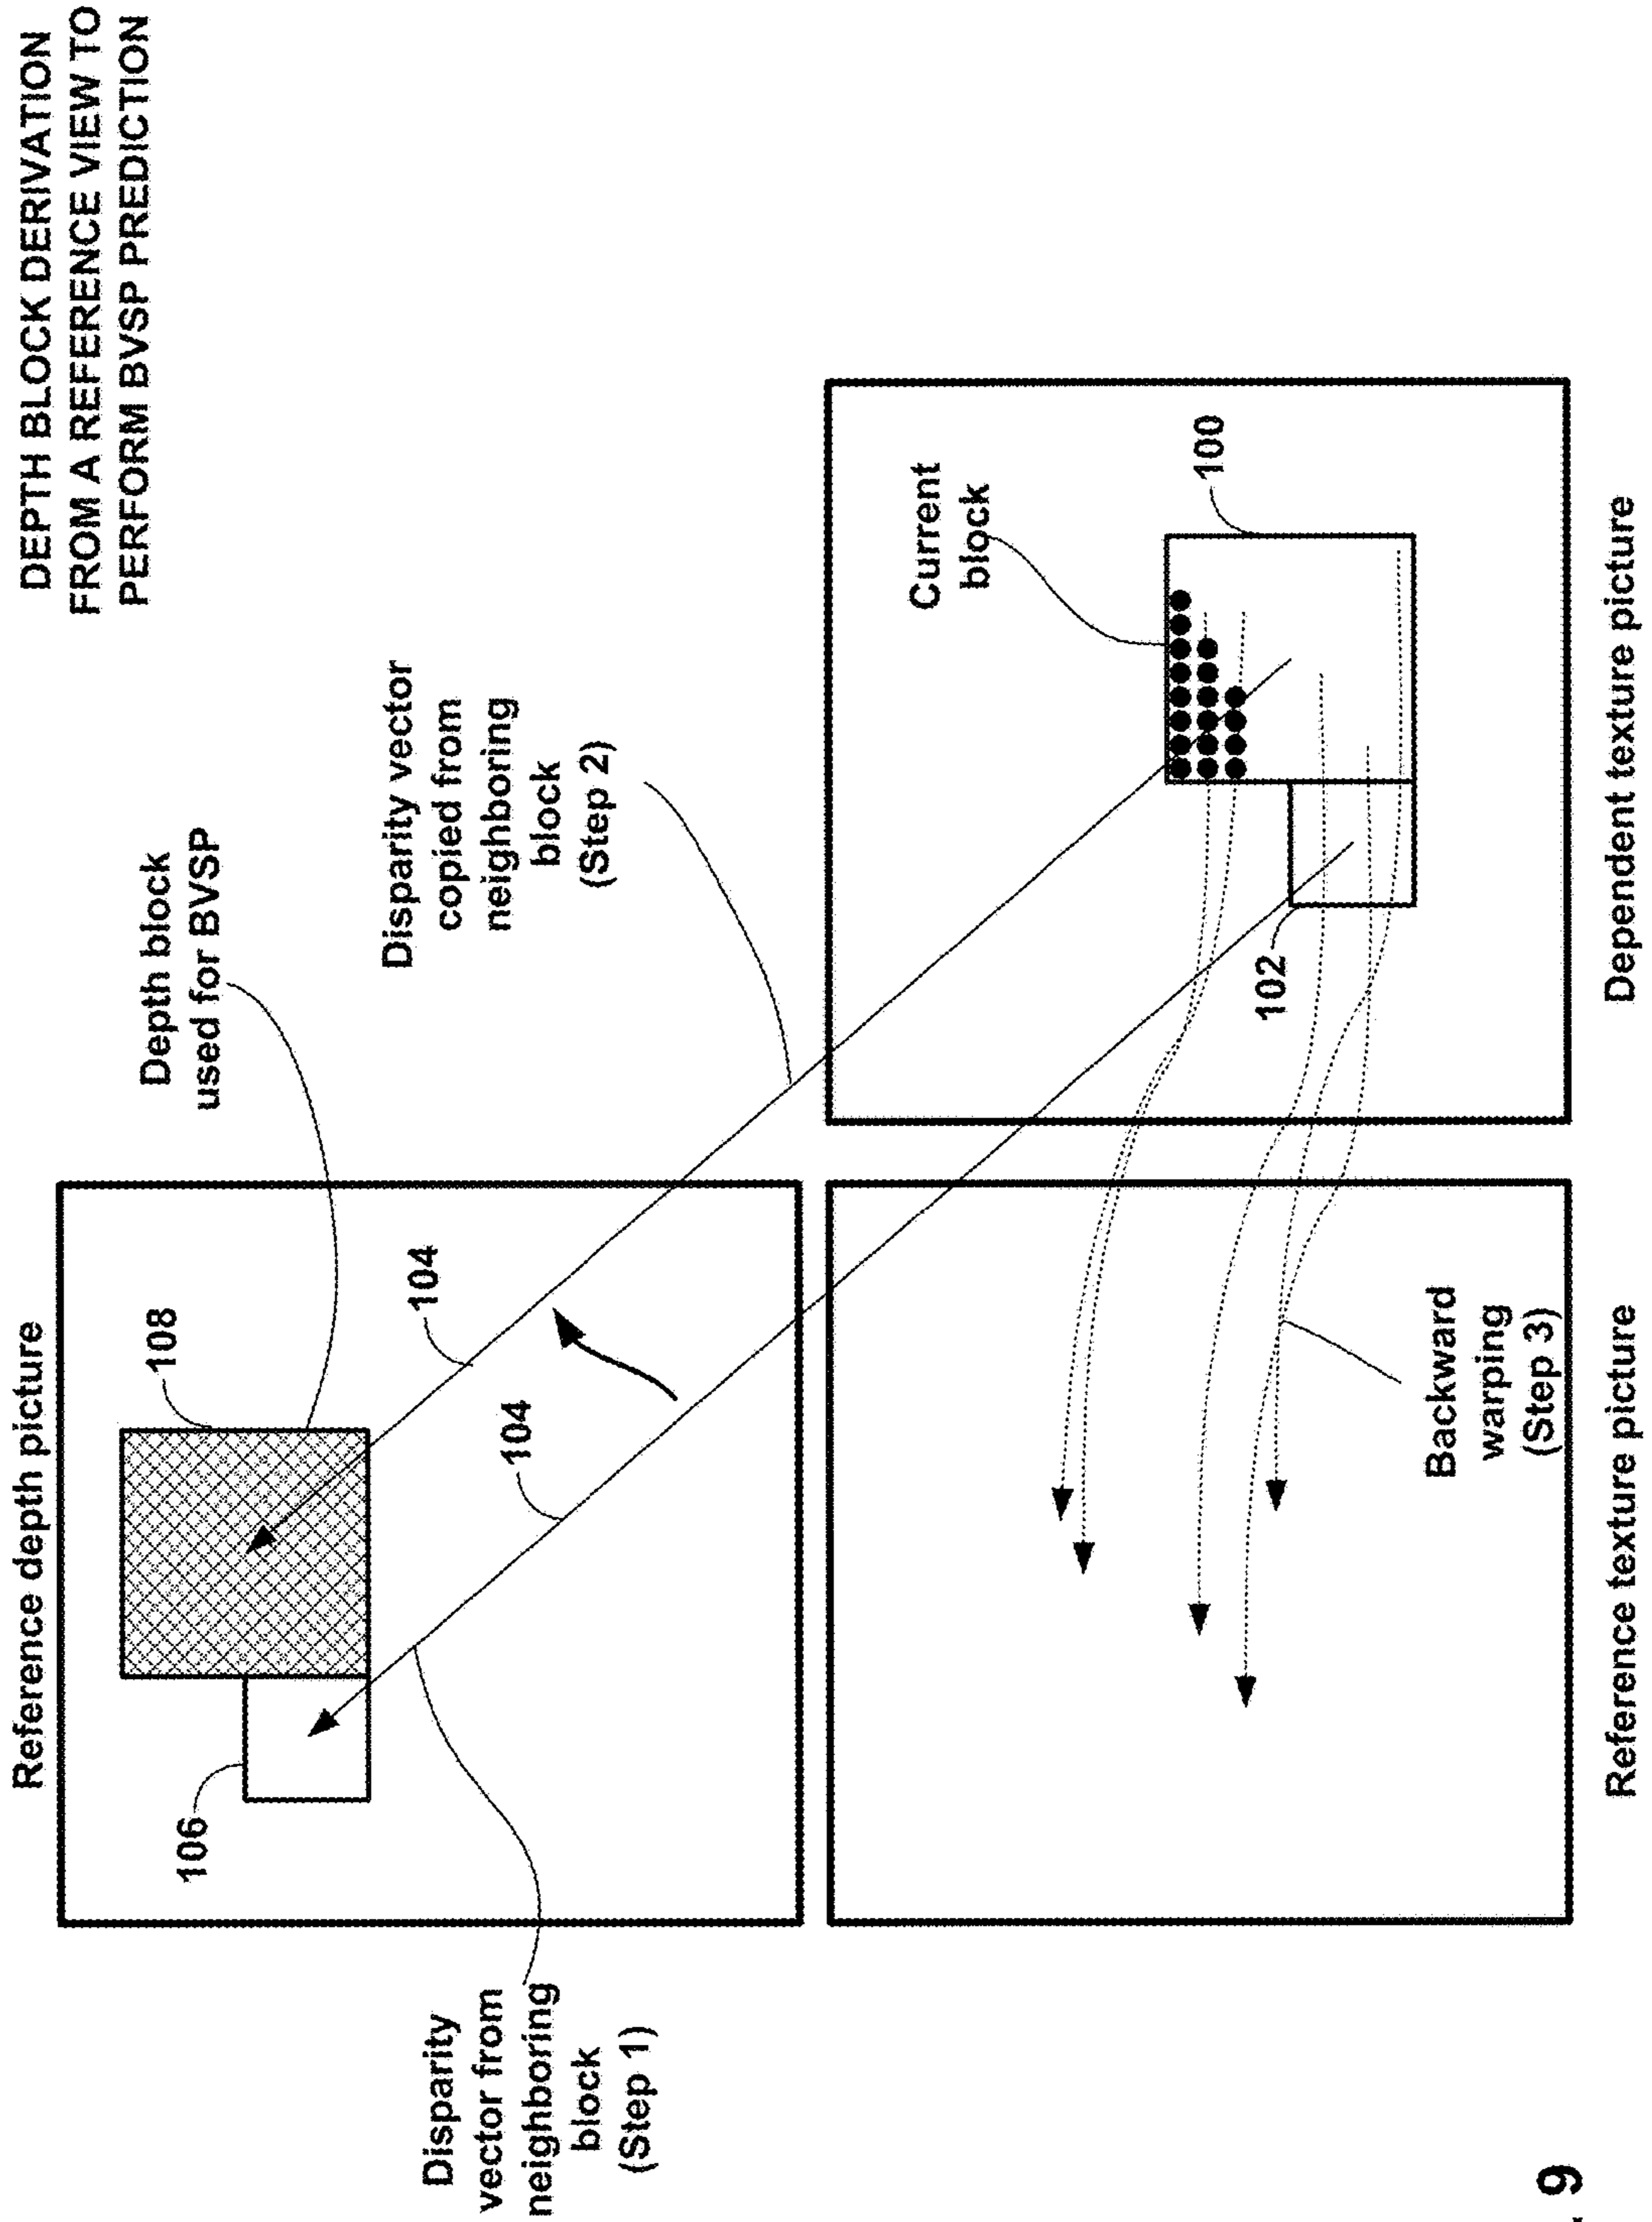 DEPTH BLOCK DERIVATION
FROM A REFERENCE VIEW TO
PERFORM BVSP PREDICTION
Reference depth picture
Depth block
used for BVSP
108
106
104
104
Disparity vector
copied from
neighboring
block
(Step 2)
Disparity
vector from
neighboring
block
(Step 1)
Current
block
100
102
Backward
warping
(Step 3)
Reference texture picture
Dependent texture picture
9